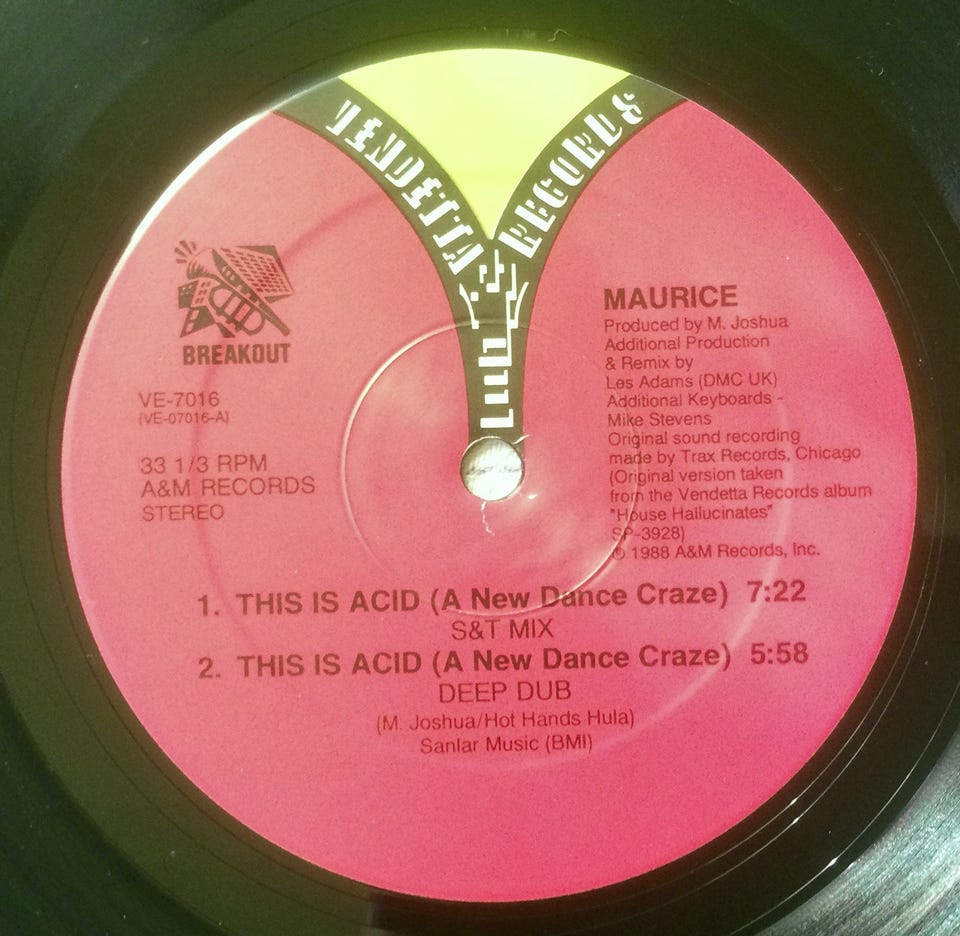 VENDETTA RECORDS
BREAKOUT
VE-7016
(VE-07016-A)
33 1/3 RPM
A&M RECORDS
STEREO
MAURICE
Produced by M. Joshua
Additional Production
& Remix by
Les Adams (DMC UK)
Additional Keyboards -
Mike Stevens
Original sound recording
made by Trax Records, Chicago
(Original version taken
from the Vendetta Records album
"House Hallucinates"
SP-3928)
℗ 1988 A&M Records, Inc.
1. THIS IS ACID (A New Dance Craze) 7:22
S&T MIX
2. THIS IS ACID (A New Dance Craze) 5:58
DEEP DUB
(M. Joshua/Hot Hands Hula)
Sanlar Music (BMI)